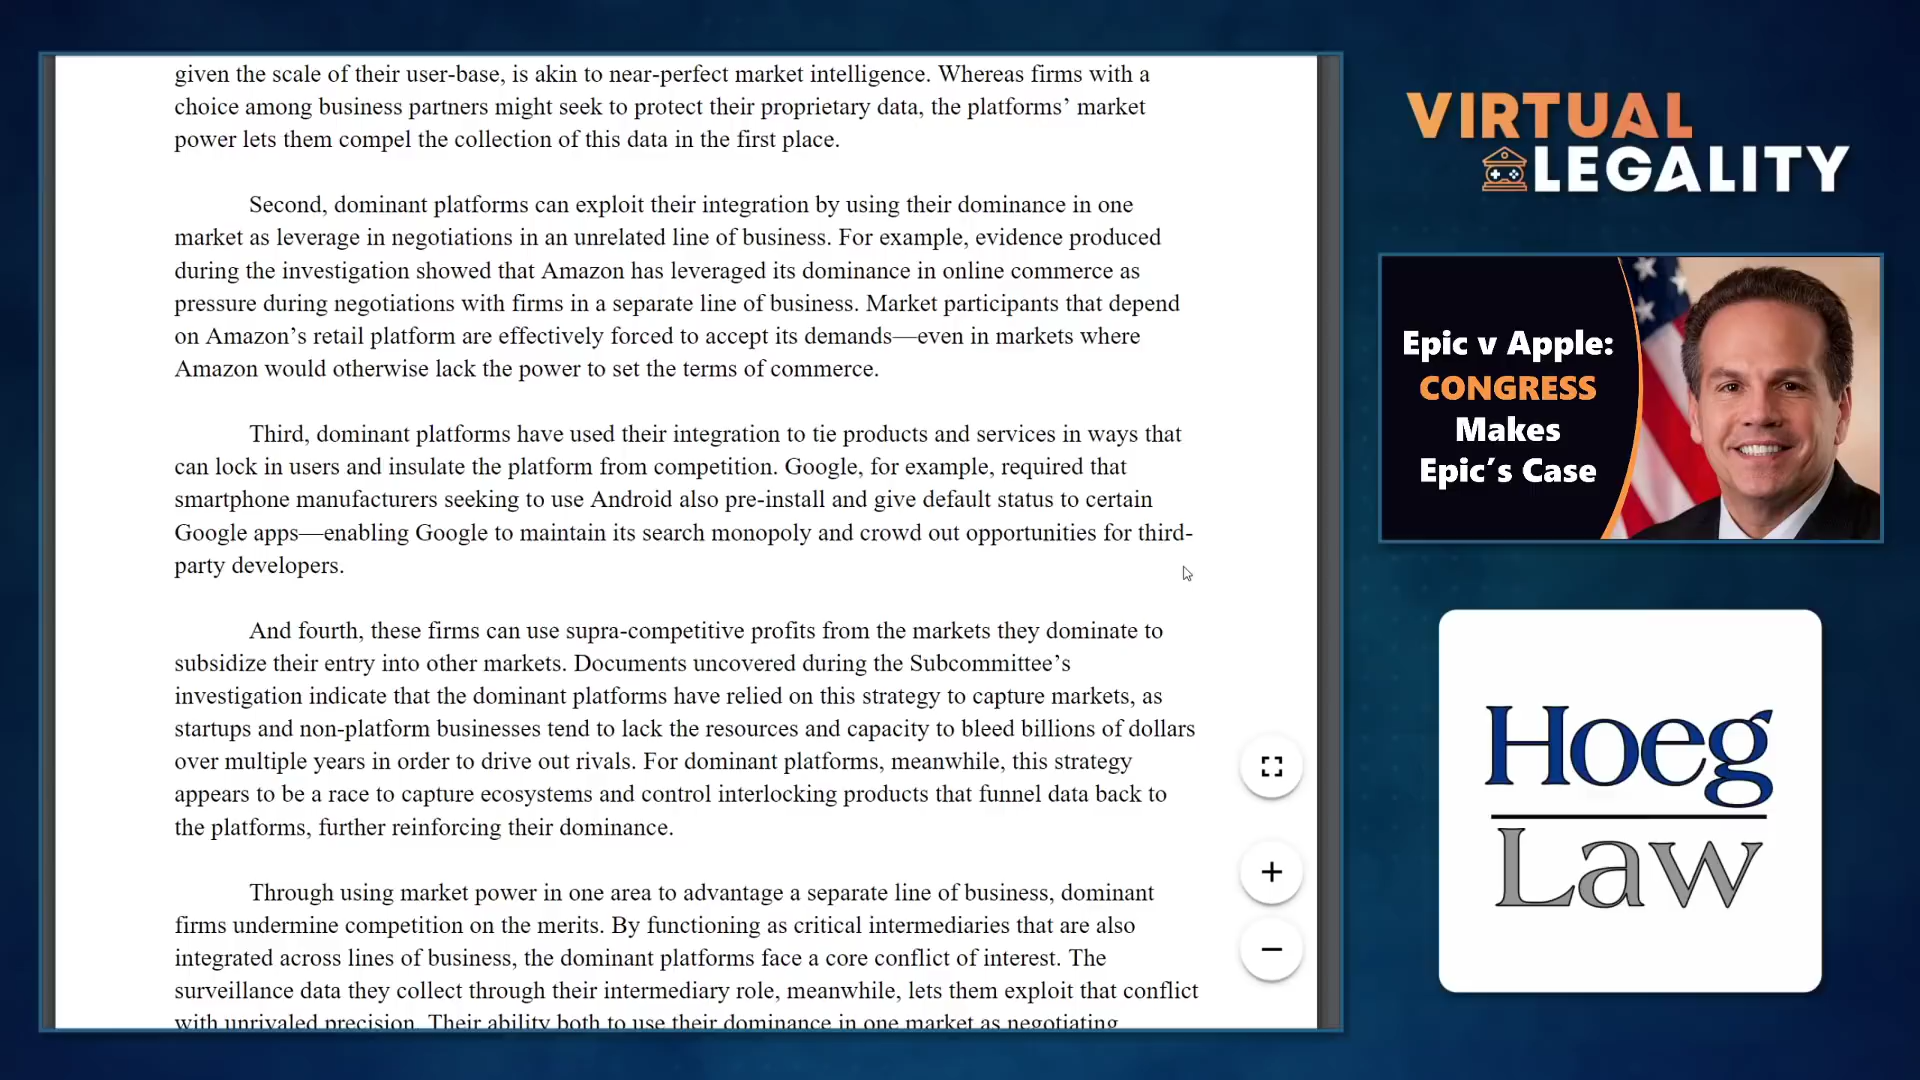 given the scale of their user-base, is akin to near-perfect market intelligence. Whereas firms with a
choice among business partners might seek to protect their proprietary data, the platforms’ market
power lets them compel the collection of this data in the first place.
Second, dominant platforms can exploit their integration by using their dominance in one
market as leverage in negotiations in an unrelated line of business. For example, evidence produced
during the investigation showed that Amazon has leveraged its dominance in online commerce as
pressure during negotiations with firms in a separate line of business. Market participants that depend
on Amazon’s retail platform are effectively forced to accept its demands—even in markets where
Amazon would otherwise lack the power to set the terms of commerce.
Third, dominant platforms have used their integration to tie products and services in ways that
can lock in users and insulate the platform from competition. Google, for example, required that
smartphone manufacturers seeking to use Android also pre-install and give default status to certain
Google apps—enabling Google to maintain its search monopoly and crowd out opportunities for third-
party developers.
And fourth, these firms can use supra-competitive profits from the markets they dominate to
subsidize their entry into other markets. Documents uncovered during the Subcommittee’s
investigation indicate that the dominant platforms have relied on this strategy to capture markets, as
startups and non-platform businesses tend to lack the resources and capacity to bleed billions of dollars
over multiple years in order to drive out rivals. For dominant platforms, meanwhile, this strategy
appears to be a race to capture ecosystems and control interlocking products that funnel data back to
the platforms, further reinforcing their dominance.
Through using market power in one area to advantage a separate line of business, dominant
firms undermine competition on the merits. By functioning as critical intermediaries that are also
integrated across lines of business, the dominant platforms face a core conflict of interest. The
surveillance data they collect through their intermediary role, meanwhile, lets them exploit that conflict
with unrivaled precision. Their ability both to use their dominance in one market as negotiating
VIRTUAL
LEGALITY
Epic v Apple:
CONGRESS
Makes
Epic's Case
Hoeg
Law